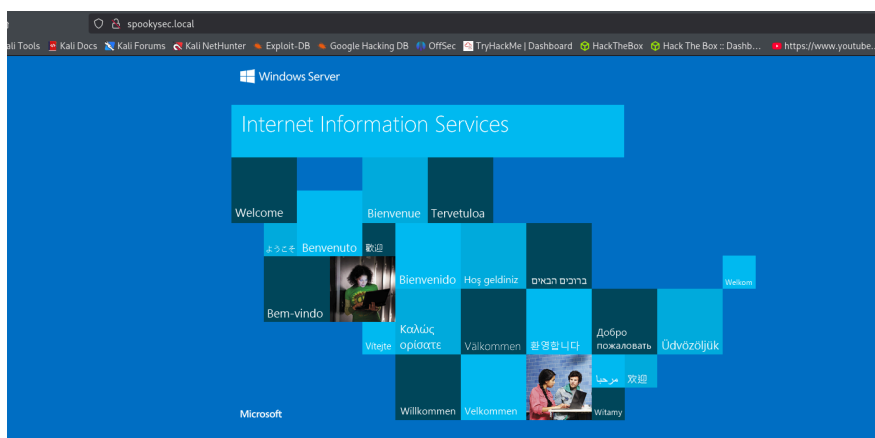 spookysec.local
ali Tools Kali Docs Kali Forums Kali NetHunter Exploit-DB Google Hacking DB OffSec TryHackMe | Dashboard HackTheBox Hack The Box :: Dashb... https://www.youtube.
Windows Server
Internet Information Services
Welcome
Bienvenue
Tervetuloa
ようこそ
Benvenuto
歡迎
Bem-vindo
Bienvenido
Hoş geldiniz
ברוכים הבאים
Welkom
Vítejte
Καλώς
ορίσατε
Välkommen
환영합니다
Добро
пожаловать
Üdvözöljük
مرحبا
欢迎
Microsoft
Willkommen
Velkommen
Witamy